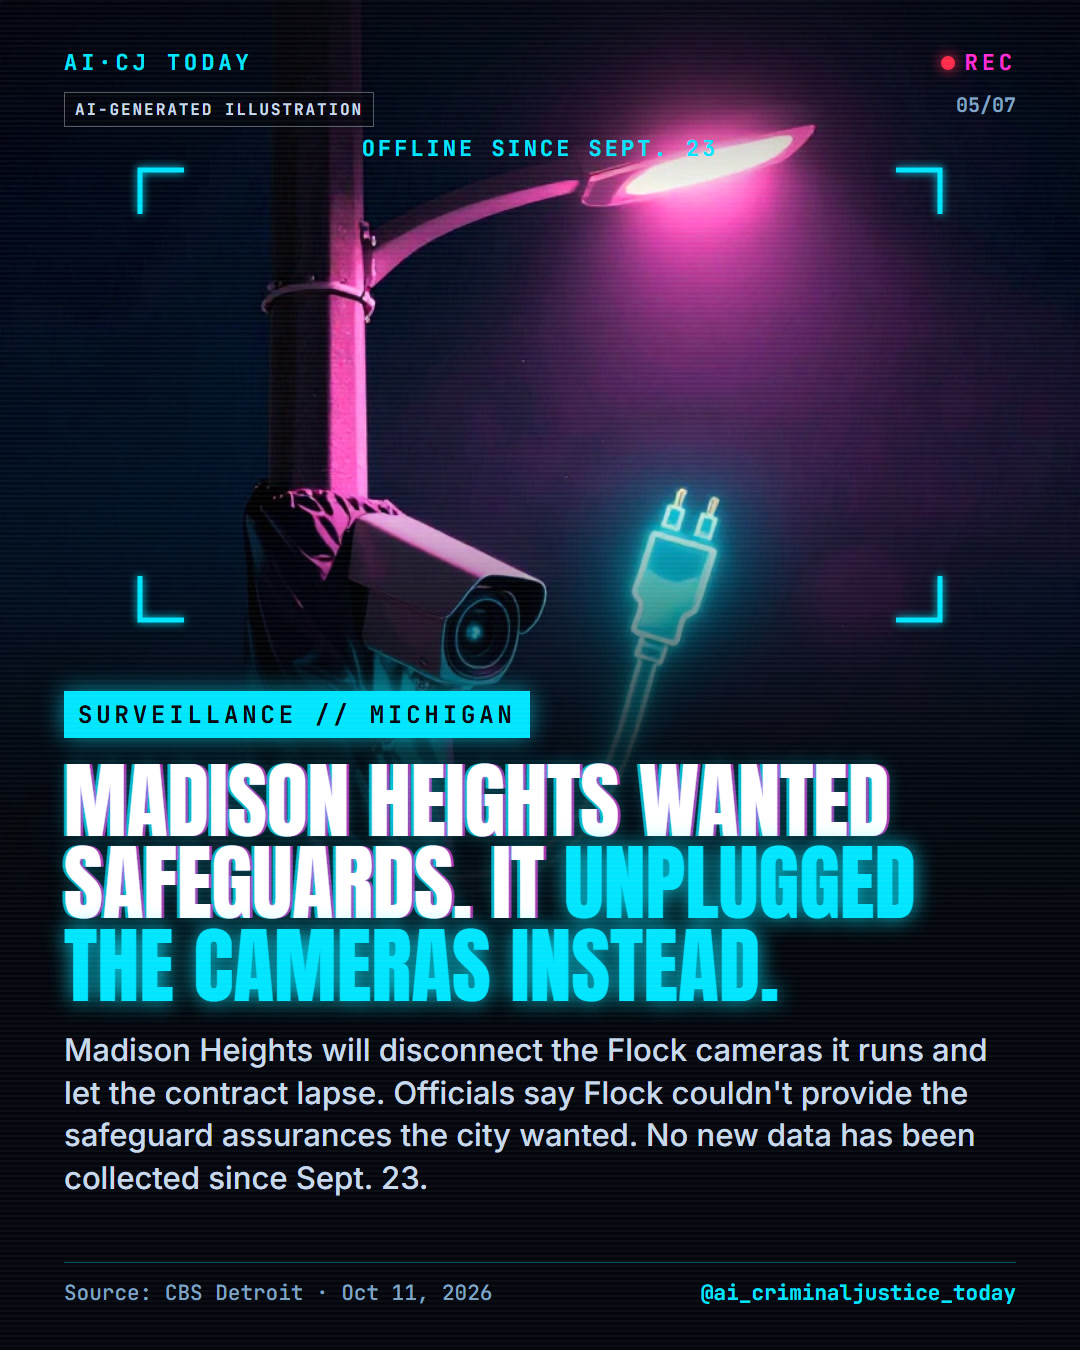 AI·CJ TODAY
REC
AI-GENERATED ILLUSTRATION
05/07
OFFLINE SINCE SEPT. 23
SURVEILLANCE // MICHIGAN
MADISON HEIGHTS WANTED
SAFEGUARDS. IT UNPLUGGED
THE CAMERAS INSTEAD.
Madison Heights will disconnect the Flock cameras it runs and
let the contract lapse. Officials say Flock couldn't provide the
safeguard assurances the city wanted. No new data has been
collected since Sept. 23.
Source: CBS Detroit · Oct 11, 2026
@ai_criminaljustice_today